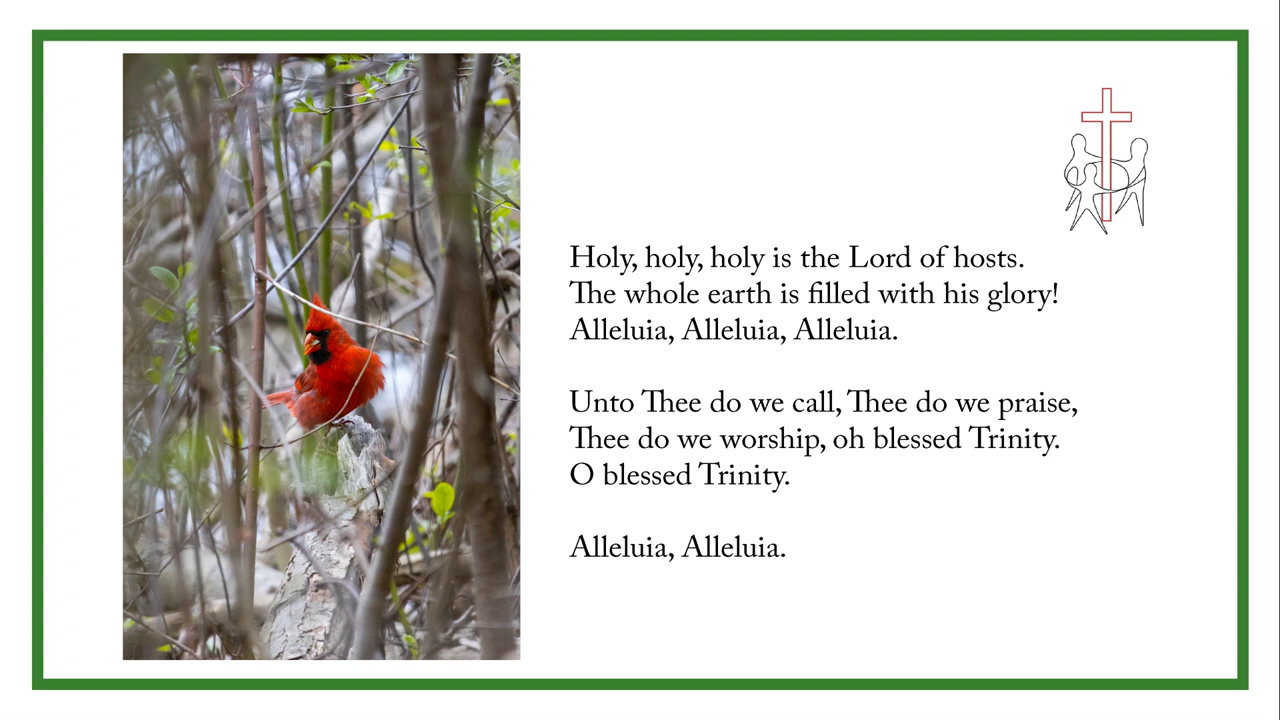 Holy, holy, holy is the Lord of hosts.
The whole earth is filled with his glory!
Alleluia, Alleluia, Alleluia.
Unto Thee do we call, Thee do we praise,
Thee do we worship, oh blessed Trinity.
O blessed Trinity.
Alleluia, Alleluia.